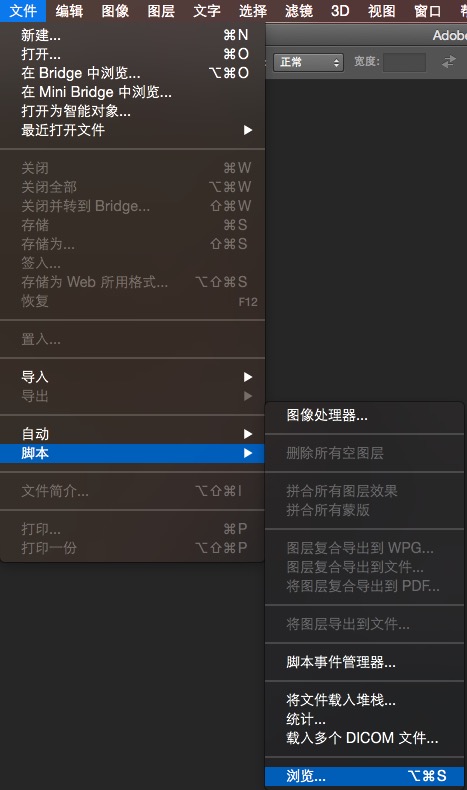 文件 编辑 图像 图层 文字 选择 滤镜 3D 视图 窗口
Adobe
新建... ⌘N
打开... ⌘O
正常 宽度:
在 Bridge 中浏览... ⌥⌘O
在 Mini Bridge 中浏览...
打开为智能对象...
最近打开文件 ▶
关闭 ⌘W
关闭全部 ⌥⌘W
关闭并转到 Bridge... ⇧⌘W
存储 ⌘S
存储为... ⇧⌘S
签入...
存储为 Web 所用格式... ⌥⇧⌘S
恢复 F12
置入...
导入 ▶
导出 ▶
自动 ▶
脚本 ▶
文件简介... ⌥⇧⌘I
打印... ⌘P
打印一份 ⌥⇧⌘P
图像处理器...
删除所有空图层
拼合所有图层效果
拼合所有蒙版
图层复合导出到 WPG...
图层复合导出到文件...
将图层复合导出到 PDF...
将图层导出到文件...
脚本事件管理器...
将文件载入堆栈...
统计...
载入多个 DICOM 文件...
浏览... ⌥⌘S